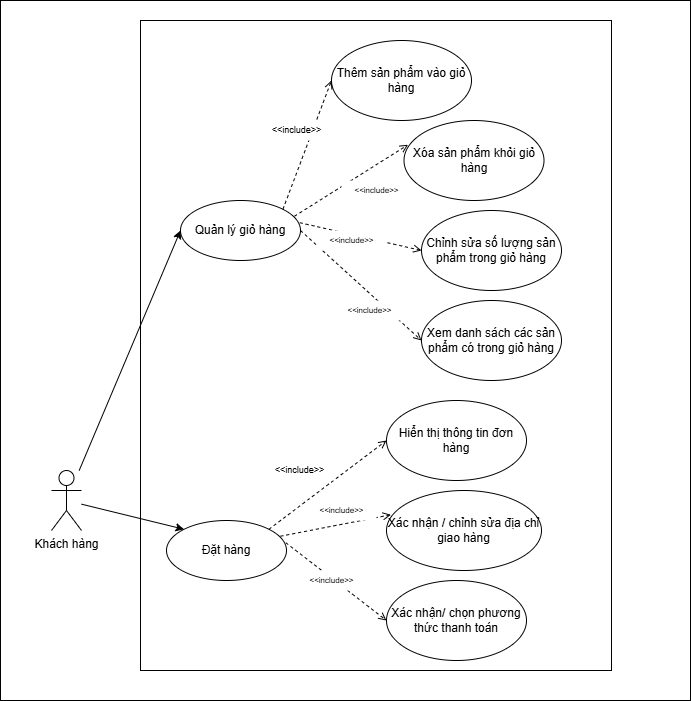 Thêm sản phẩm vào giỏ
hàng
<<include>>
Xóa sản phẩm khỏi giỏ
hàng
<<include>>
Quản lý giỏ hàng
<<include>>
Chỉnh sửa số lượng sản
phẩm trong giỏ hàng
<<include>>
Xem danh sách các sản
phẩm có trong giỏ hàng
Hiển thị thông tin đơn
hàng
<<include>>
Khách hàng
<<include>>
Xác nhận / chỉnh sửa địa chỉ
giao hàng
Đặt hàng
<<include>>
Xác nhận/ chọn phương
thức thanh toán